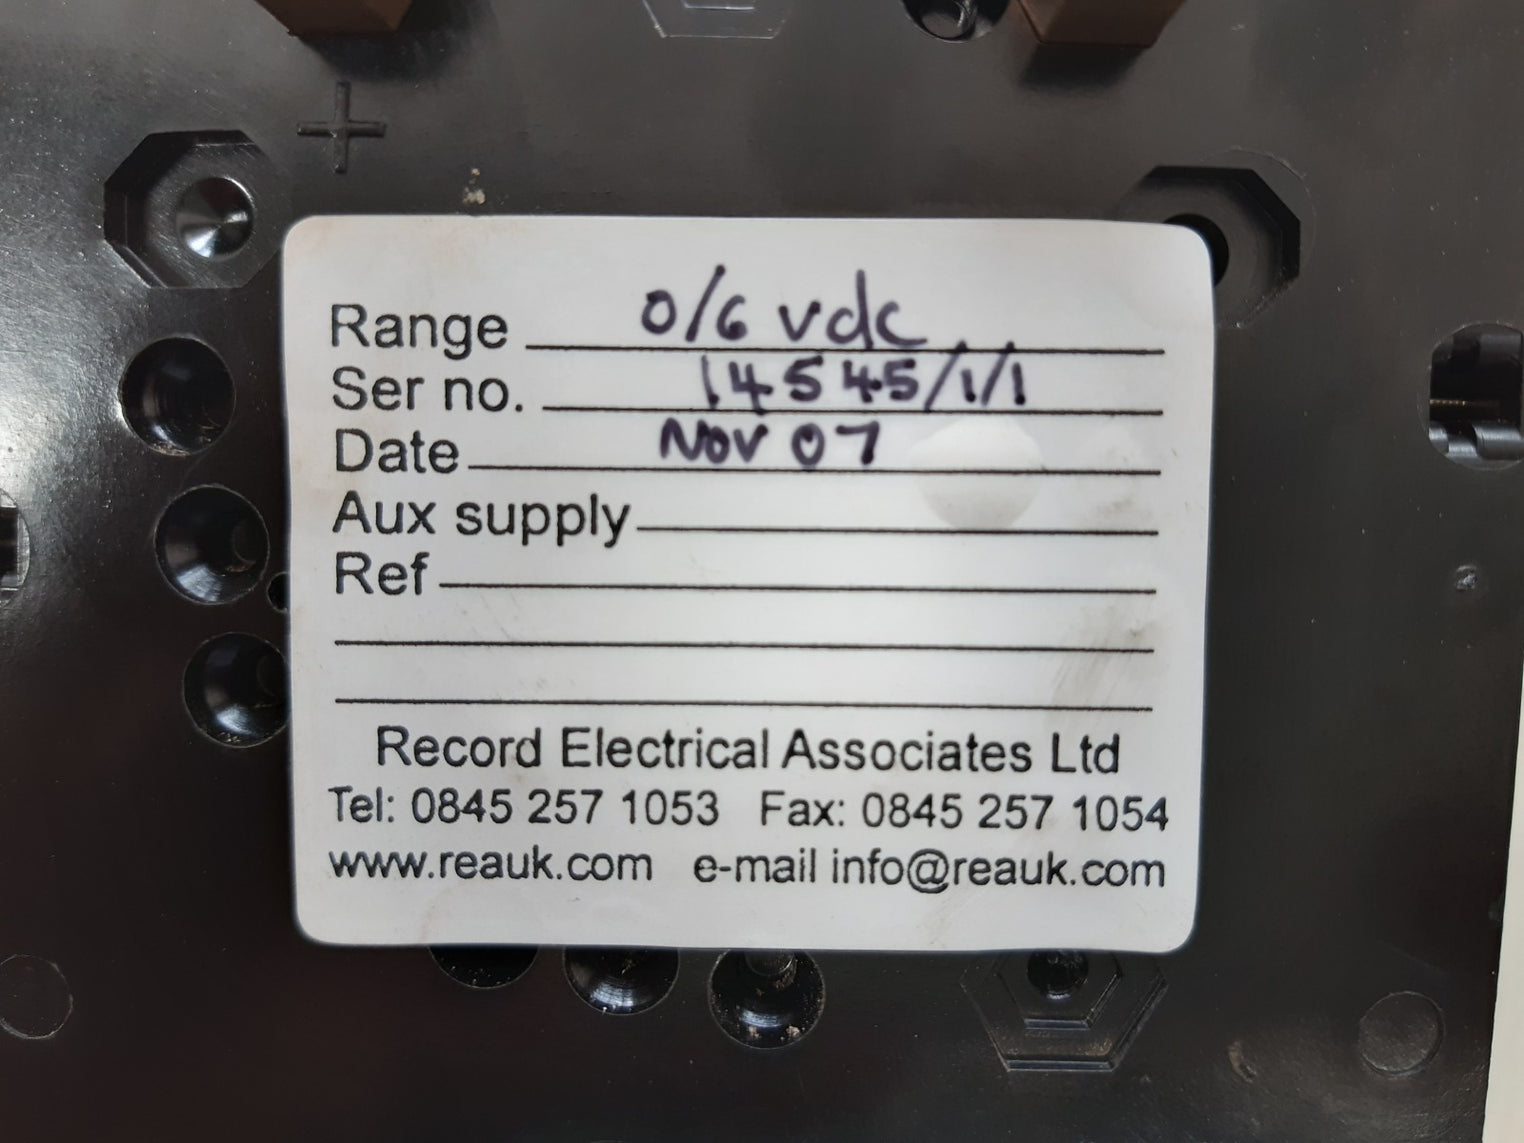 +
Range 0/6 vdc
Ser no. 14545/1/1
Date Nov 07
Aux supply
Ref
Record Electrical Associates Ltd
Tel: 0845 257 1053 Fax: 0845 257 1054
www.reauk.com e-mail info@reauk.com